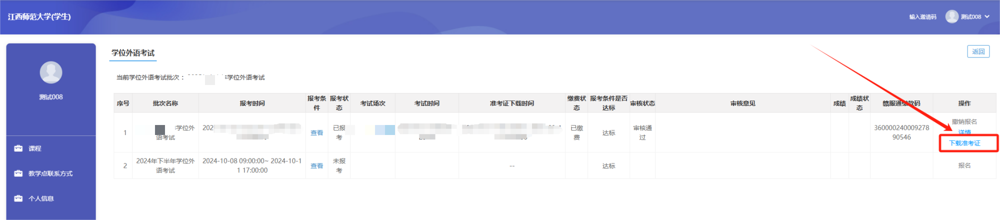 江西师范大学(学生)
输入邀请码
测试008
测试008
课程
教学点联系方式
个人信息
学位外语考试
返回
当前学位外语考试批次：
年学位外语考试
序号 批次名称 报考时间 报考条件 报考状态 考试场次 考试时间 准考证下载时间 缴费状态 报考条件是否达标 审核状态 审核意见 成绩 成绩状态 赣服通缴款码 操作
1
年学位外
语考试
202
查看
已报
考
已缴
费
达标
审核通
过
360000240009278
90546
撤销报名
详情
下载准考证
2
2024年下半年学位外
语考试
2024-10-08 09:00:00~ 2024-10-1
1 17:00:00
查看
未报
考
--
达标
报名